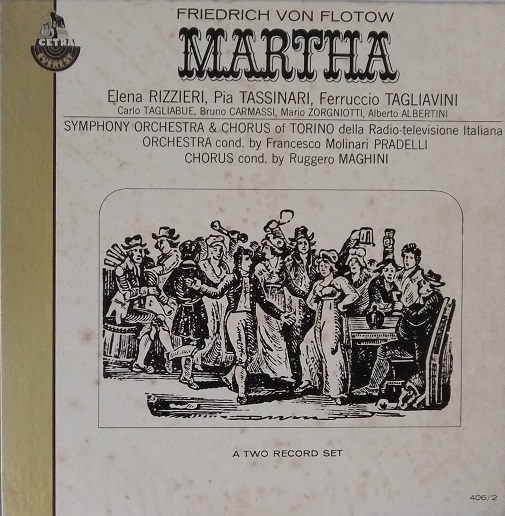 CETRA
EVEREST
FRIEDRICH VON FLOTOW
MARTHA
Elena RIZZIERI, Pia TASSINARI, Ferruccio TAGLIAVINI
Carlo TAGLIABUE, Bruno CARMASSI, Mario ZORGNIOTTI, Alberto ALBERTINI
SYMPHONY ORCHESTRA & CHORUS of TORINO della Radio-televisione Italiana
ORCHESTRA cond. by Francesco Molinari PRADELLI
CHORUS cond. by Ruggero MAGHINI
A TWO RECORD SET
406/2